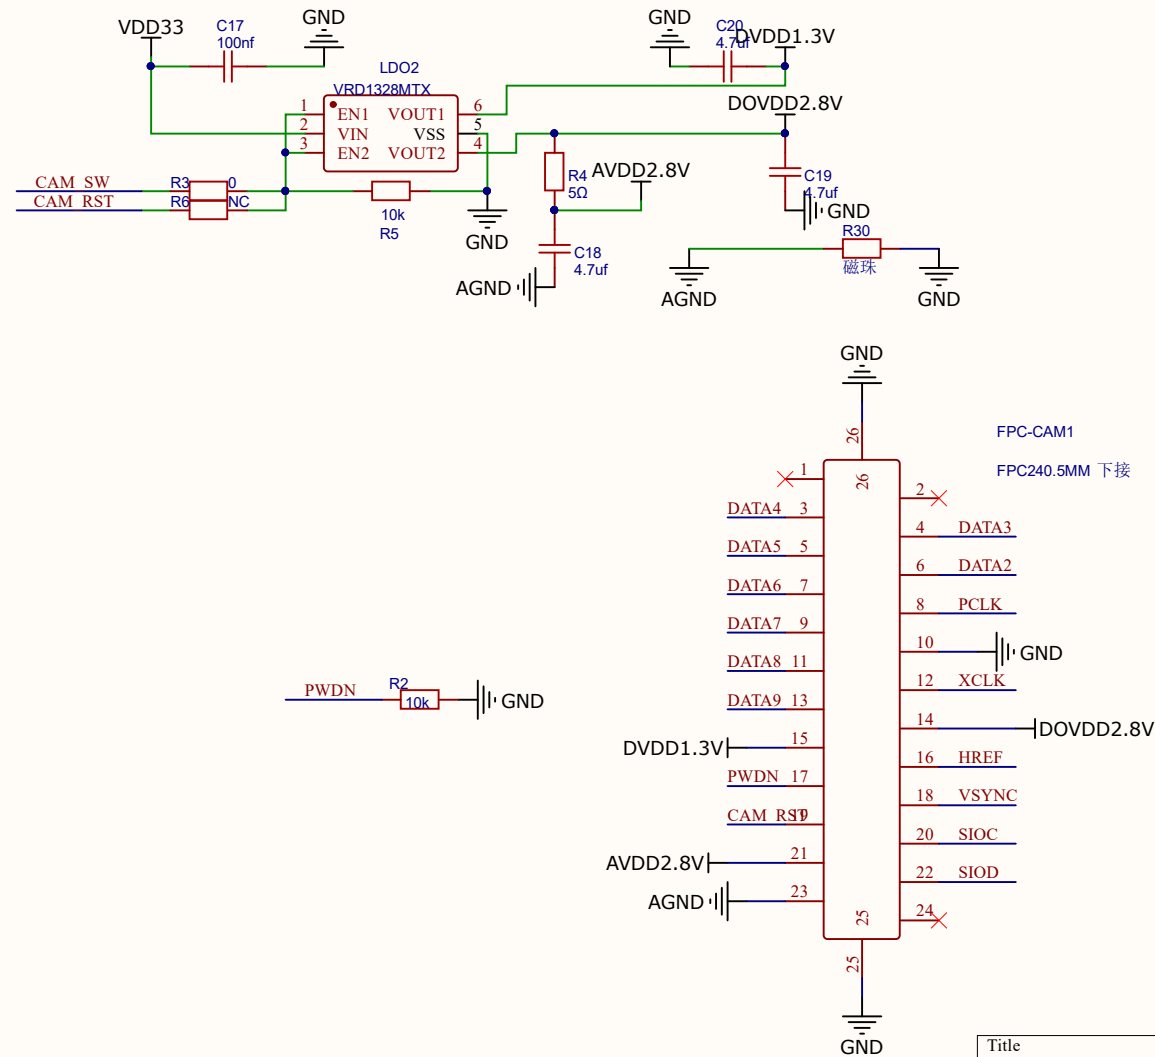 VDD33
C17
100nf
GND
GND
C20
4.7uf
DVDD1.3V
LDO2
VRD1328MTX
1
EN1
VOUT1
6
2
VIN
VSS
5
3
EN2
VOUT2
4
DOVDD2.8V
CAM_SW
R3
0
CAM_RST
R6
NC
10k
R5
GND
R4
5Ω
AVDD2.8V
C19
4.7uf
GND
C18
4.7uf
AGND
R30
磁珠
AGND
GND
GND
26
FPC-CAM1
FPC240.5MM 下接
26
1
2
DATA4 3
4 DATA3
DATA5 5
6 DATA2
DATA6 7
8 PCLK
DATA7 9
10 GND
DATA8 11
12 XCLK
DATA9 13
14 DOVDD2.8V
DVDD1.3V 15
16 HREF
PWDN 17
18 VSYNC
CAM_RST 19
20 SIOC
AVDD2.8V 21
22 SIOD
AGND 23
24
25
25
GND
PWDN
R2
10k
GND
Title